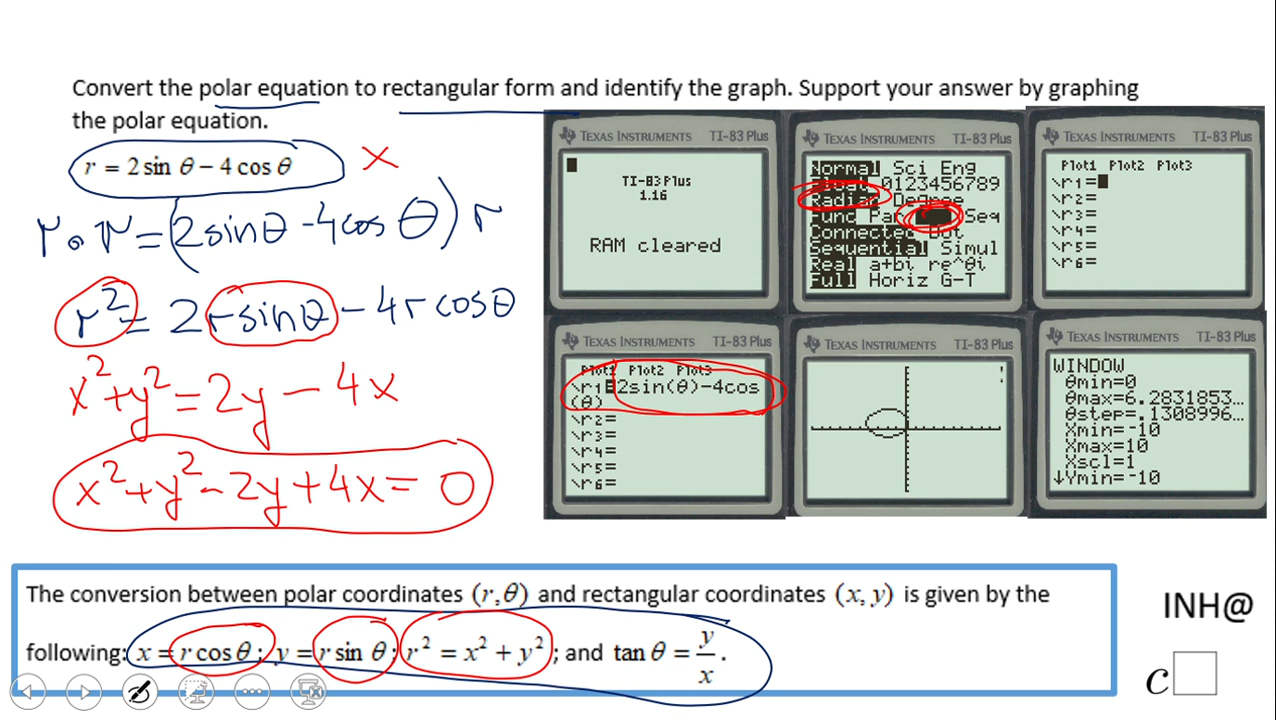 Convert the polar equation to rectangular form and identify the graph. Support your answer by graphing
the polar equation.
r = 2 sin θ − 4 cos θ
x
r ∘ r = (2sinθ − 4cosθ) r
r² = 2rsinθ − 4rcosθ
x² + y² = 2y − 4x
x² + y² − 2y + 4x = 0
TEXAS INSTRUMENTS TI-83 Plus
TI-83 Plus
1.16
RAM cleared
TEXAS INSTRUMENTS TI-83 Plus
Normal Sci Eng
Float 0123456789
Radian Degree
Func Par Seq
Connected Dot
Sequential Simul
Real a+bi re^θi
Full Horiz G-T
TEXAS INSTRUMENTS TI-83 Plus
Plot1 Plot2 Plot3
\r1=
\r2=
\r3=
\r4=
\r5=
\r6=
TEXAS INSTRUMENTS TI-83 Plus
Plot1 Plot2 Plot3
\r1=2sin(θ)-4cos
(θ)
\r2=
\r3=
\r4=
\r5=
\r6=
TEXAS INSTRUMENTS TI-83 Plus
TEXAS INSTRUMENTS TI-83 Plus
WINDOW
θmin=0
θmax=6.2831853...
θstep=.1308996...
Xmin=-10
Xmax=10
Xscl=1
↓Ymin=-10
The conversion between polar coordinates (r,θ) and rectangular coordinates (x, y) is given by the
following: x = r cos θ; y = r sin θ; r² = x² + y²; and tan θ = y/x.
INH@
c